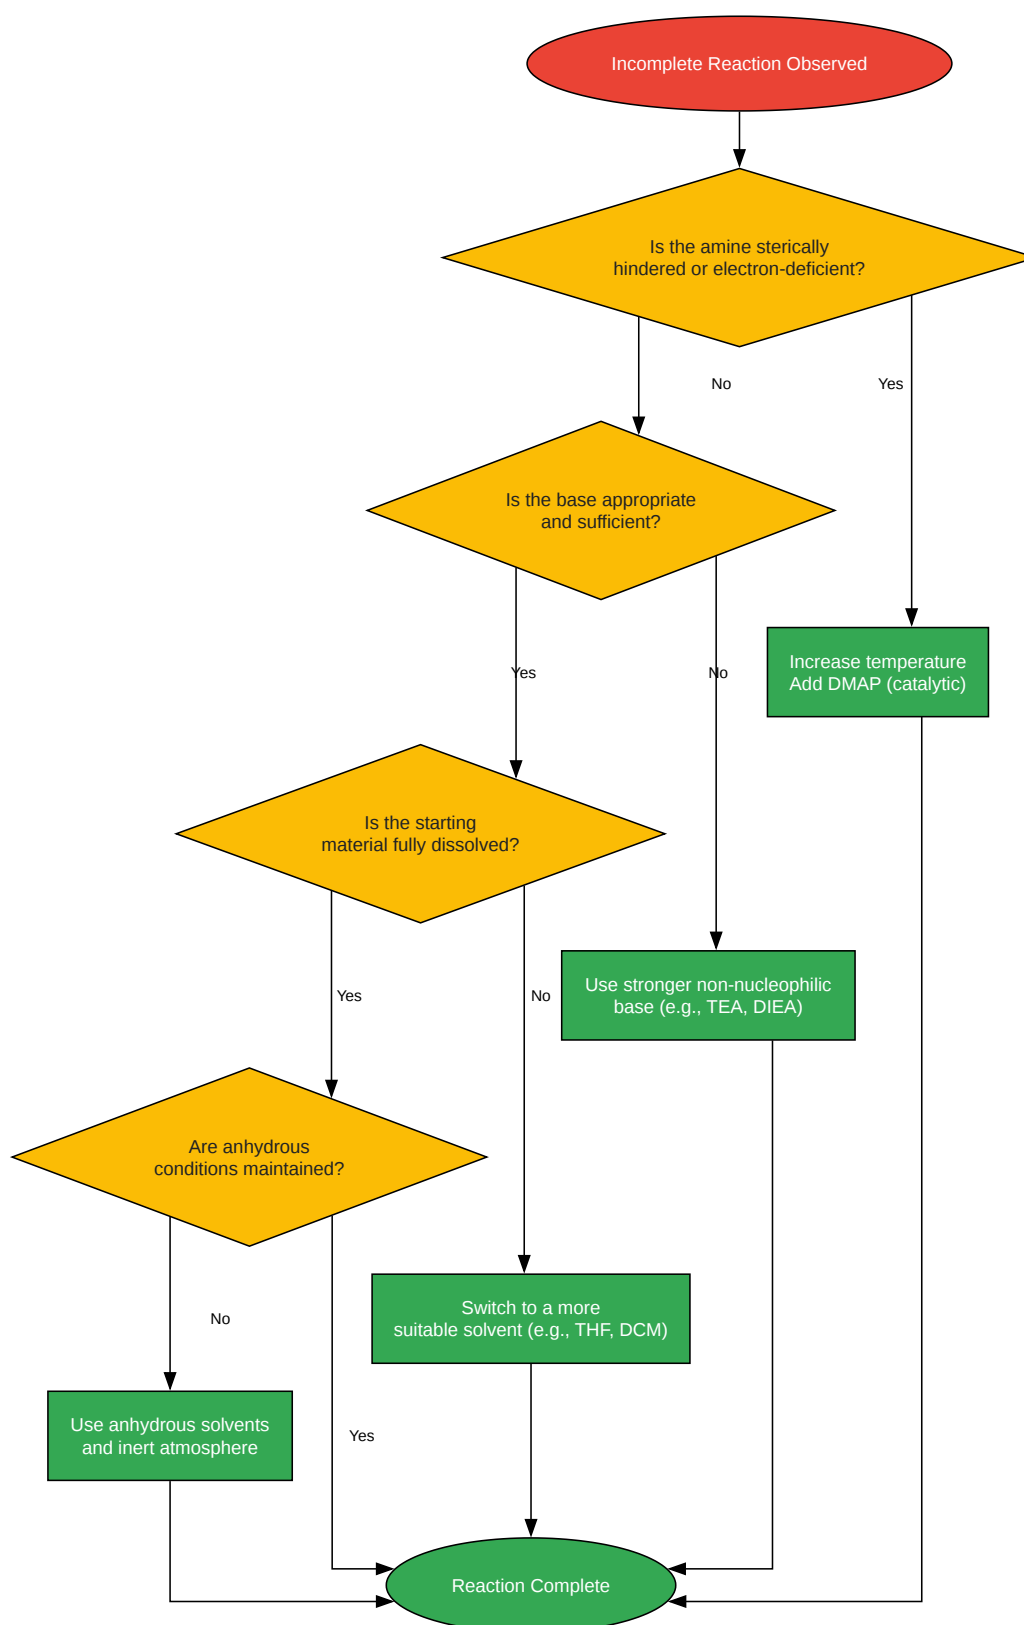 Incomplete Reaction Observed
Is the amine sterically
hindered or electron-deficient?
No
Yes
Is the base appropriate
and sufficient?
Yes
No
Increase temperature
Add DMAP (catalytic)
Is the starting
material fully dissolved?
Yes
No
Use stronger non-nucleophilic
base (e.g., TEA, DIEA)
Are anhydrous
conditions maintained?
No
Yes
Switch to a more
suitable solvent (e.g., THF, DCM)
Use anhydrous solvents
and inert atmosphere
Reaction Complete